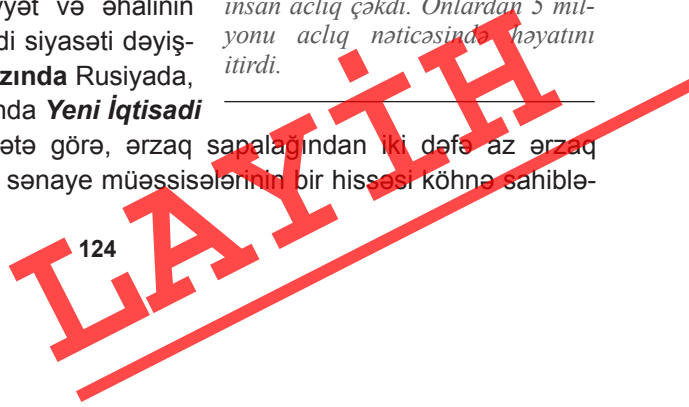 yyət və əhalinin
di siyasəti dəyiş-
zında Rusiyada,
nda Yeni İqtisadi
insan aclıq çəkdi. Onlardan 5 mil-
yonu aclıq nəticəsində həyatını
itirdi.
ətə görə, ərzaq sapalağından iki dəfə az ərzaq
sənaye müəssisələrinin bir hissəsi köhnə sahiblə-
124
LAYİH